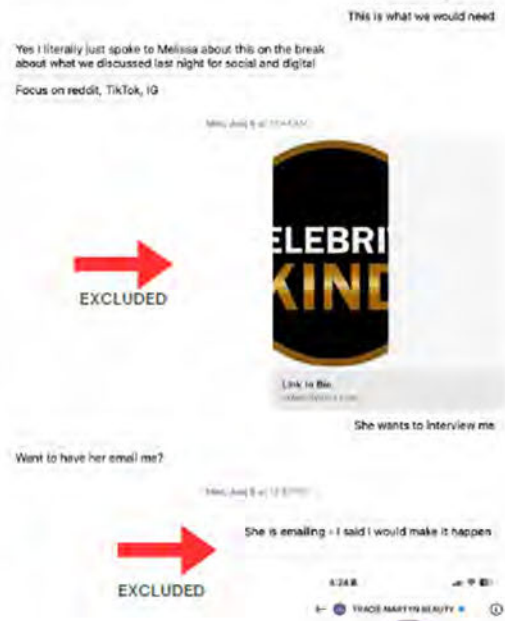 This is what we would need
Yes I literally just spoke to Melissa about this on the break
about what we discussed last night for social and digital
Focus on reddit, TikTok, IG
ELEBRI
KIND
EXCLUDED
Link in Bio
She wants to interview me
Want to have her email me?
She is emailing - I said I would make it happen
EXCLUDED
TRACIE MARTYN BEAUTY